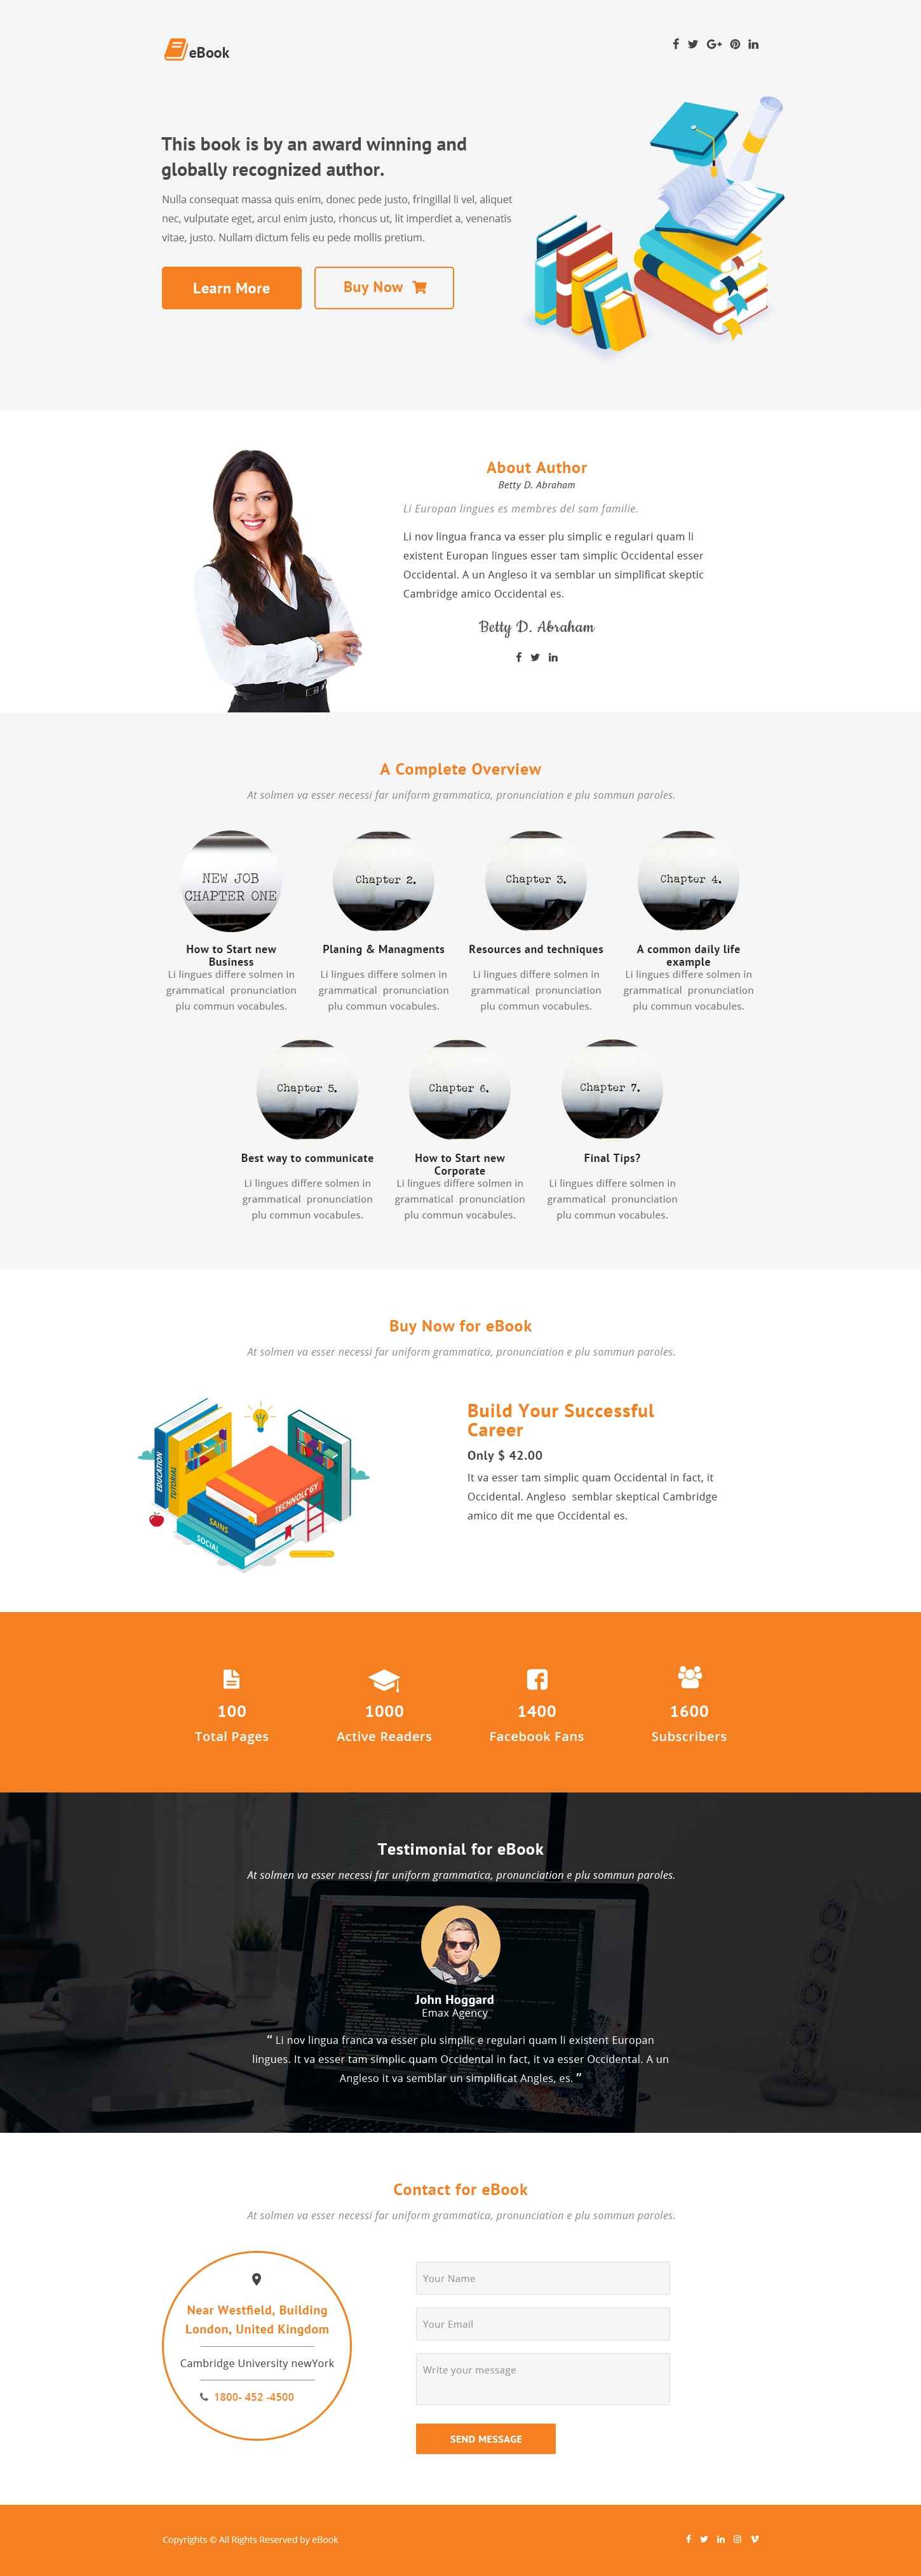 eBook
This book is by an award winning and
globally recognized author.
Nulla consequat massa quis enim, donec pede justo, fringillal li vel, aliquet
nec, vulputate eget, arcul enim justo, rhoncus ut, lit imperdiet a, venenatis
vitae, justo. Nullam dictum felis eu pede mollis pretium.
Learn More
Buy Now
About Author
Betty D. Abraham
Li Europan lingues es membres del sam familie.
Li nov lingua franca va esser plu simplic e regulari quam li
existent Europan lingues esser tam simplic Occidental esser
Occidental. A un Angleso it va semblar un simplificat skeptic
Cambridge amico Occidental es.
Betty D. Abraham
A Complete Overview
At solmen va esser necessi far uniform grammatica, pronunciation e plu sommun paroles.
NEW JOB
CHAPTER ONE
How to Start new
Business
Li lingues differe solmen in
grammatical pronunciation
plu commun vocabules.
Chapter 2.
Planing & Managments
Li lingues differe solmen in
grammatical pronunciation
plu commun vocabules.
Chapter 3.
Resources and techniques
Li lingues differe solmen in
grammatical pronunciation
plu commun vocabules.
Chapter 4.
A common daily life
example
Li lingues differe solmen in
grammatical pronunciation
plu commun vocabules.
Chapter 5.
Best way to communicate
Li lingues differe solmen in
grammatical pronunciation
plu commun vocabules.
Chapter 6.
How to Start new
Corporate
Li lingues differe solmen in
grammatical pronunciation
plu commun vocabules.
Chapter 7.
Final Tips?
Li lingues differe solmen in
grammatical pronunciation
plu commun vocabules.
Buy Now for eBook
At solmen va esser necessi far uniform grammatica, pronunciation e plu sommun paroles.
EDUCATION
TUTORIAL
TECHNOLOGY
SAINS
SOCIAL
Build Your Successful
Career
Only $ 42.00
It va esser tam simplic quam Occidental in fact, it
Occidental. Angleso semblar skeptical Cambridge
amico dit me que Occidental es.
100
Total Pages
1000
Active Readers
1400
Facebook Fans
1600
Subscribers
Testimonial for eBook
At solmen va esser necessi far uniform grammatica, pronunciation e plu sommun paroles.
John Hoggard
Emax Agency
“ Li nov lingua franca va esser plu simplic e regulari quam li existent Europan
lingues. It va esser tam simplic quam Occidental in fact, it va esser Occidental. A un
Angleso it va semblar un simplificat Angles, es. ”
Contact for eBook
At solmen va esser necessi far uniform grammatica, pronunciation e plu sommun paroles.
Near Westfield, Building
London, United Kingdom
Cambridge University newYork
1800- 452 -4500
Your Name
Your Email
Write your message
SEND MESSAGE
Copyrights © All Rights Reserved by eBook